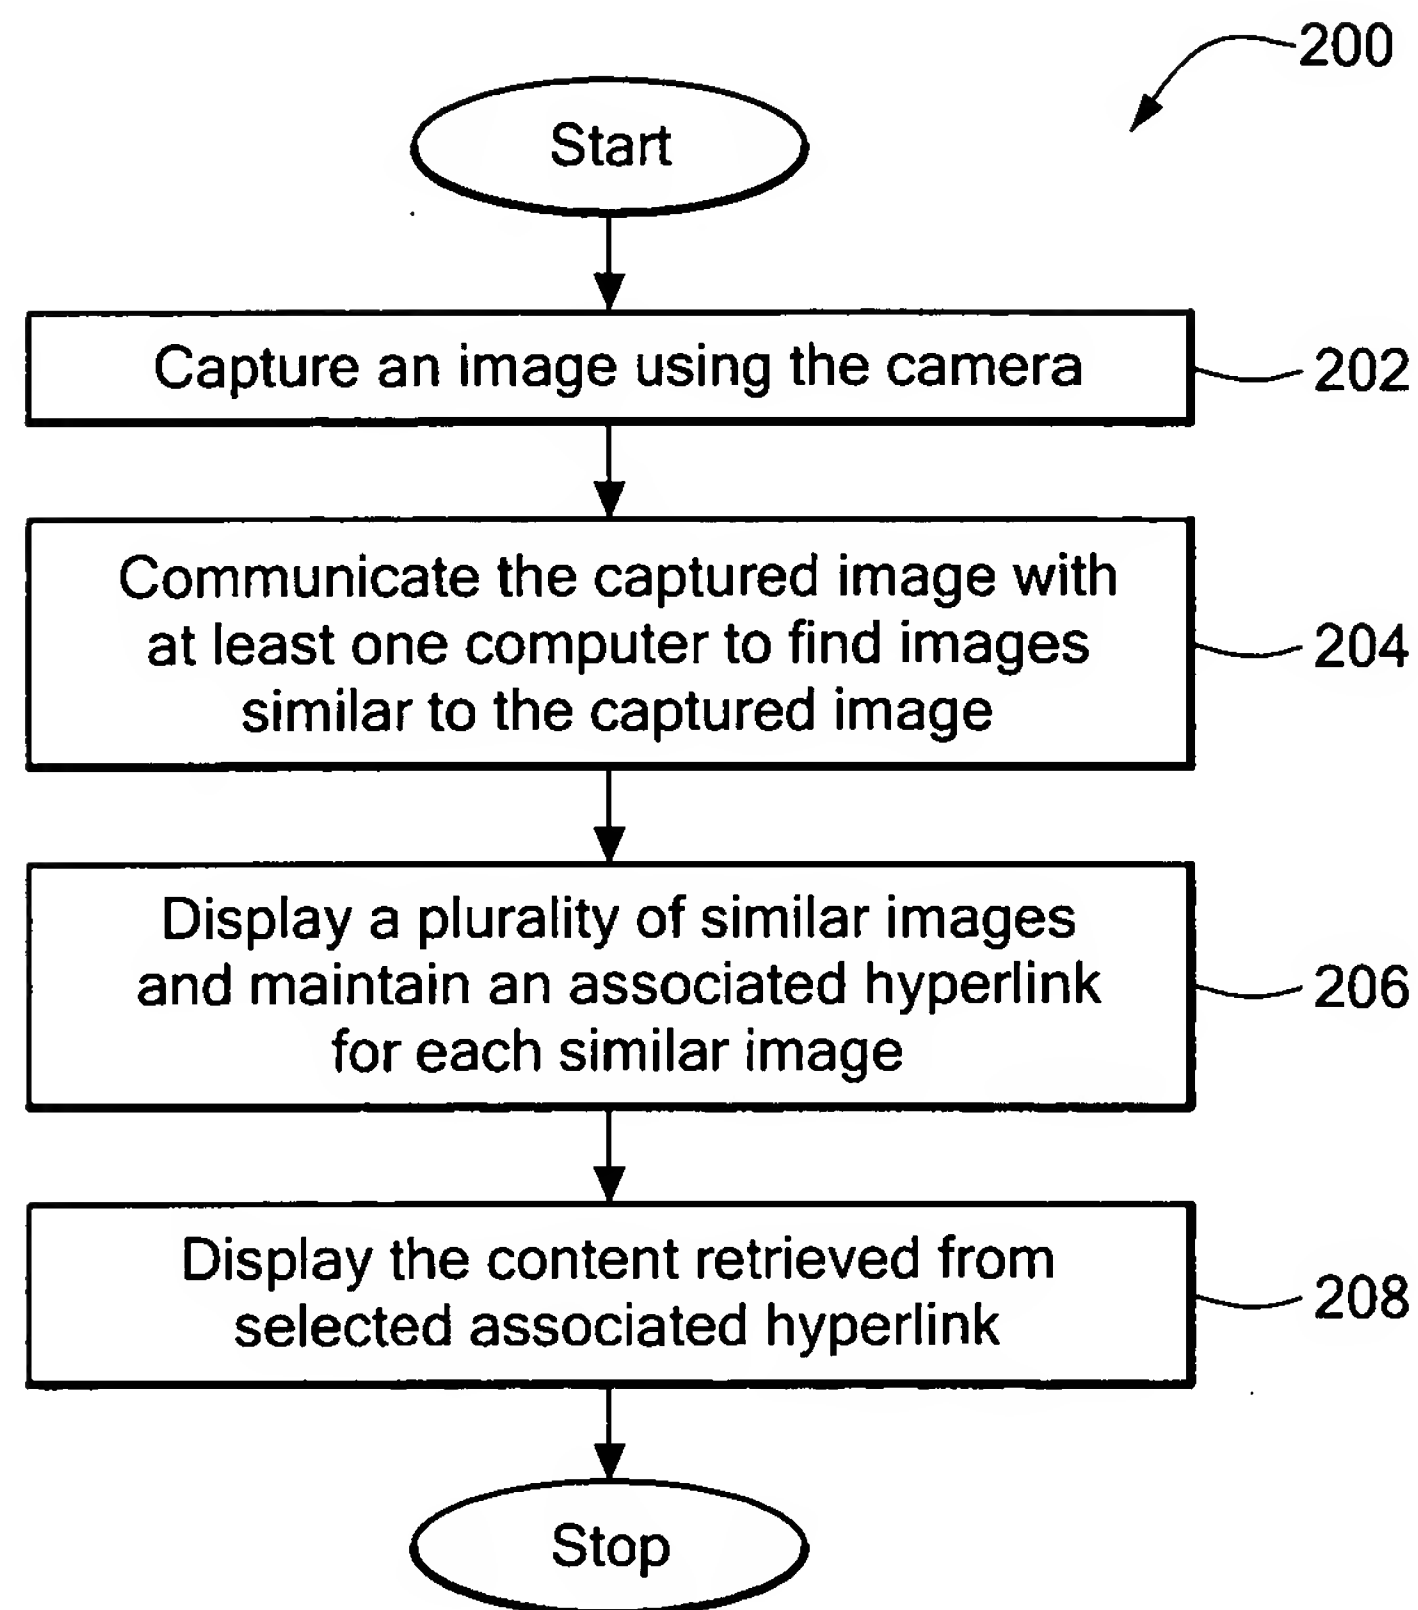 200
Start
Capture an image using the camera
202
Communicate the captured image with
at least one computer to find images
similar to the captured image
204
Display a plurality of similar images
and maintain an associated hyperlink
for each similar image
206
Display the content retrieved from
selected associated hyperlink
208
Stop